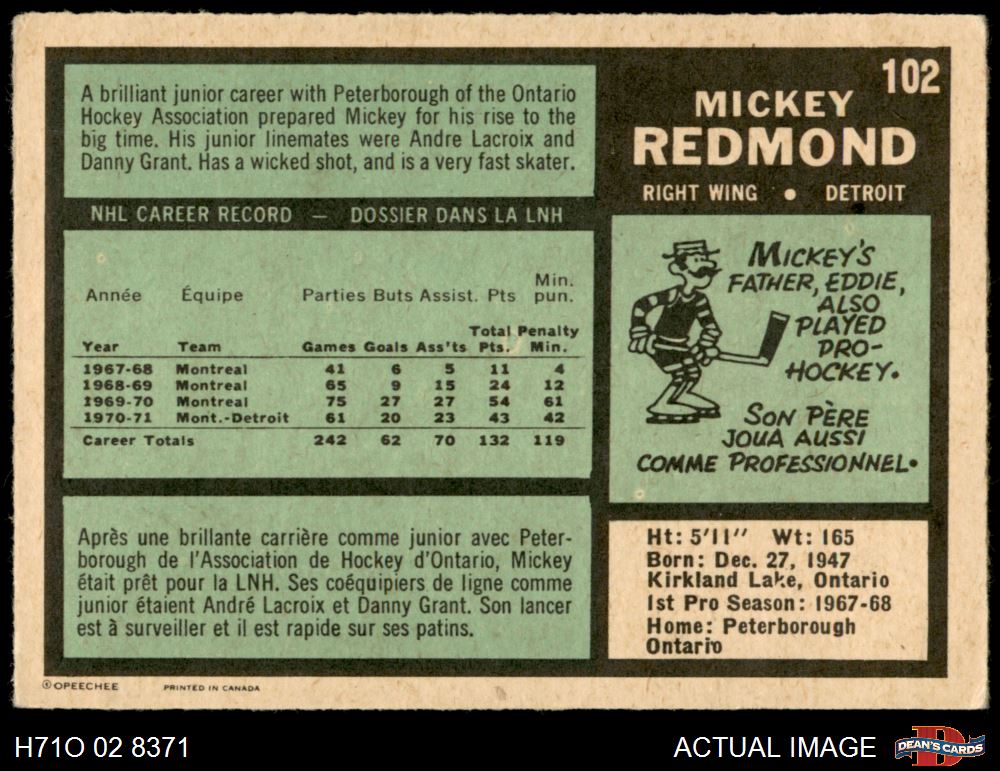 A brilliant junior career with Peterborough of the Ontario
Hockey Association prepared Mickey for his rise to the
big time. His junior linemates were Andre Lacroix and
Danny Grant. Has a wicked shot, and is a very fast skater.
NHL CAREER RECORD — DOSSIER DANS LA LNH
Année Équipe Parties Buts Assist. Pts Min. pun.
Year Team Games Goals Ass'ts Total Pts. Penalty Min.
1967-68 Montreal 41 6 5 11 4
1968-69 Montreal 65 9 15 24 12
1969-70 Montreal 75 27 27 54 61
1970-71 Mont.-Detroit 61 20 23 43 42
Career Totals 242 62 70 132 119
Après une brillante carrière comme junior avec Peter-
borough de l'Association de Hockey d'Ontario, Mickey
était prêt pour la LNH. Ses coéquipiers de ligne comme
junior étaient André Lacroix et Danny Grant. Son lancer
est à surveiller et il est rapide sur ses patins.
102
MICKEY
REDMOND
RIGHT WING • DETROIT
MICKEY'S
FATHER, EDDIE,
ALSO
PLAYED
PRO-
HOCKEY.
SON PÈRE
JOUA AUSSI
COMME PROFESSIONNEL.
Ht: 5'11" Wt: 165
Born: Dec. 27, 1947
Kirkland Lake, Ontario
1st Pro Season: 1967-68
Home: Peterborough
Ontario
© OPEECHEE PRINTED IN CANADA
H71O 02 8371
ACTUAL IMAGE
D
DEAN'S CARDS